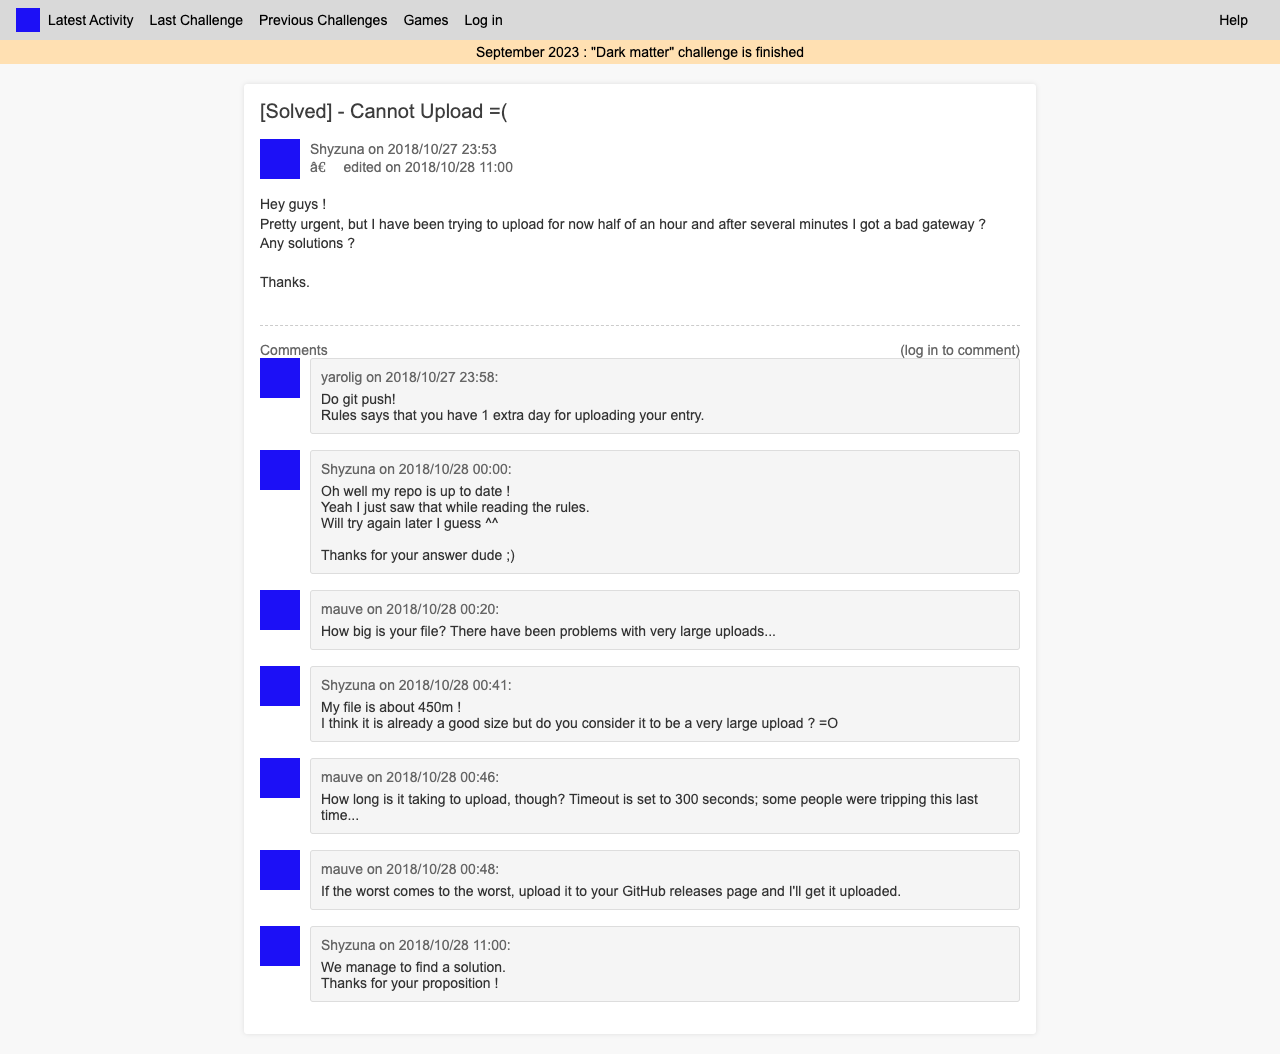 Latest Activity Last Challenge Previous Challenges Games Log in Help
September 2023 : "Dark matter" challenge is finished
[Solved] - Cannot Upload =(
Shyzuna on 2018/10/27 23:53
â€ edited on 2018/10/28 11:00
Hey guys !
Pretty urgent, but I have been trying to upload for now half of an hour and after several minutes I got a bad gateway ?
Any solutions ?
Thanks.
Comments (log in to comment)
yarolig on 2018/10/27 23:58:
Do git push!
Rules says that you have 1 extra day for uploading your entry.
Shyzuna on 2018/10/28 00:00:
Oh well my repo is up to date !
Yeah I just saw that while reading the rules.
Will try again later I guess ^^
Thanks for your answer dude ;)
mauve on 2018/10/28 00:20:
How big is your file? There have been problems with very large uploads...
Shyzuna on 2018/10/28 00:41:
My file is about 450m !
I think it is already a good size but do you consider it to be a very large upload ? =O
mauve on 2018/10/28 00:46:
How long is it taking to upload, though? Timeout is set to 300 seconds; some people were tripping this last
time...
mauve on 2018/10/28 00:48:
If the worst comes to the worst, upload it to your GitHub releases page and I'll get it uploaded.
Shyzuna on 2018/10/28 11:00:
We manage to find a solution.
Thanks for your proposition !